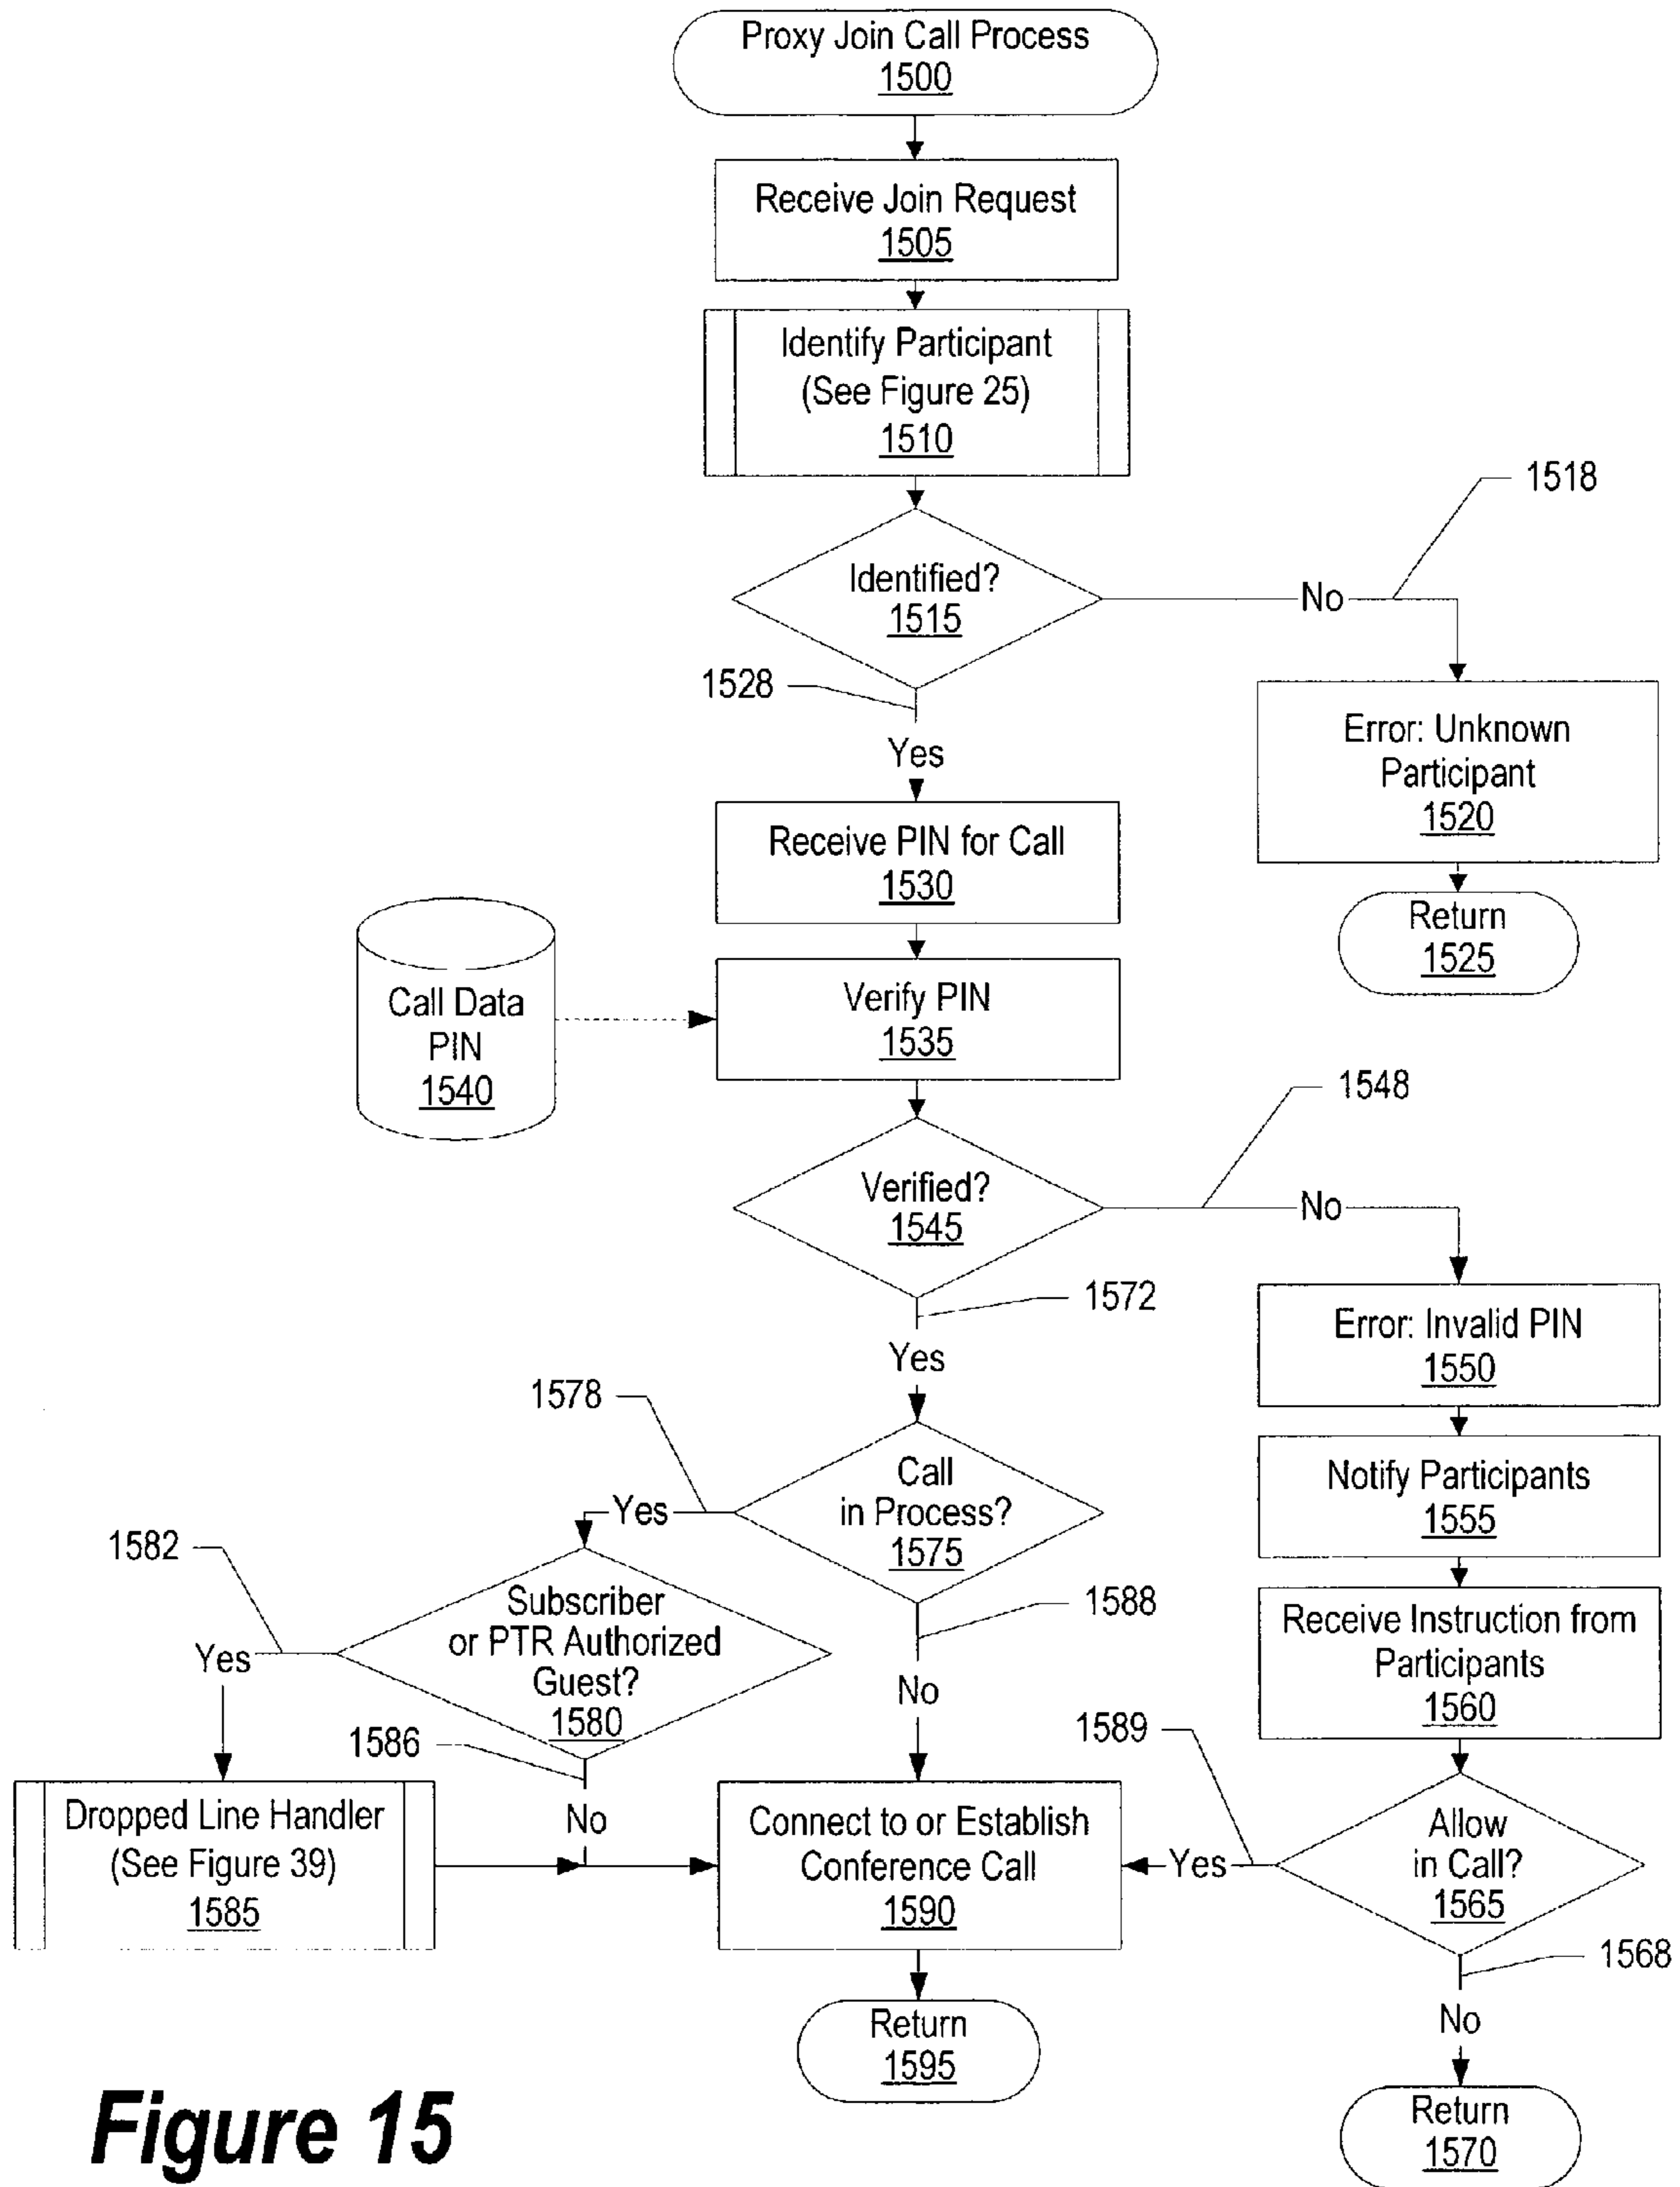 Proxy Join Call Process
1500
Receive Join Request
1505
Identify Participant
(See Figure 25)
1510
1518
Identified?
1515
No
1528
Yes
Error: Unknown
Participant
1520
Receive PIN for Call
1530
Return
1525
Call Data
PIN
1540
Verify PIN
1535
1548
Verified?
1545
No
1572
Yes
Error: Invalid PIN
1550
1578
Call
in Process?
1575
Yes
Notify Participants
1555
1582
Subscriber
or PTR Authorized
Guest?
1580
Yes
1588
No
Receive Instruction from
Participants
1560
1586
No
1589
Dropped Line Handler
(See Figure 39)
1585
Connect to or Establish
Conference Call
1590
Yes
Allow
in Call?
1565
1568
No
Return
1595
Return
1570
Figure 15